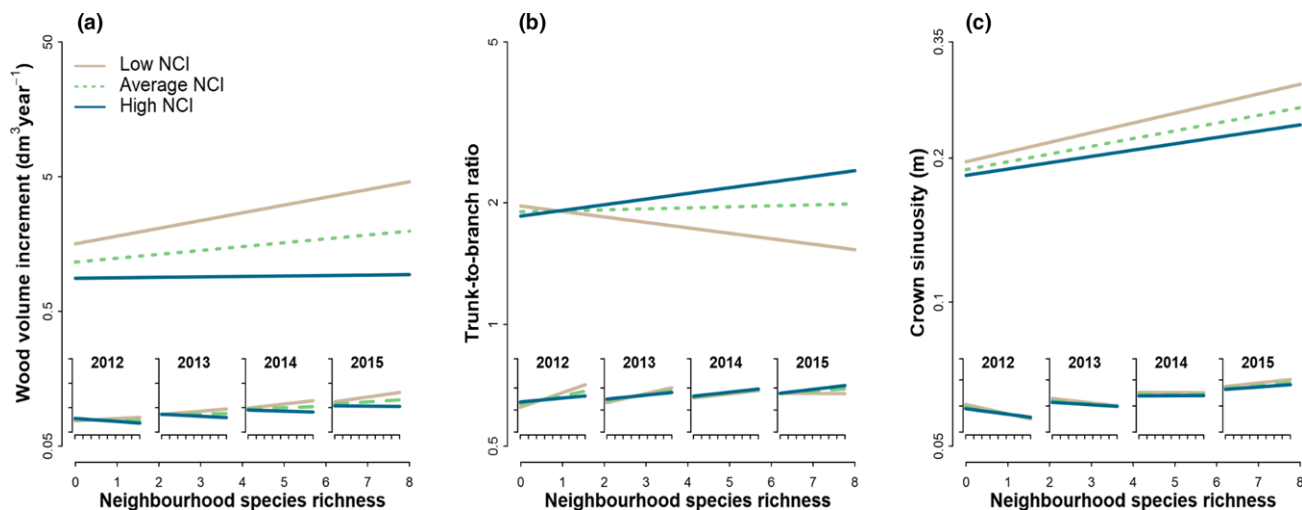 (a)
Wood volume increment (dm³year⁻¹)
50
5
0.5
0.05
Low NCI
Average NCI
High NCI
2012 2013 2014 2015
0 1 2 3 4 5 6 7 8
Neighbourhood species richness
(b)
Trunk-to-branch ratio
5
2
1
0.5
2012 2013 2014 2015
0 1 2 3 4 5 6 7 8
Neighbourhood species richness
(c)
Crown sinuosity (m)
0.35
0.2
0.1
0.05
2012 2013 2014 2015
0 1 2 3 4 5 6 7 8
Neighbourhood species richness